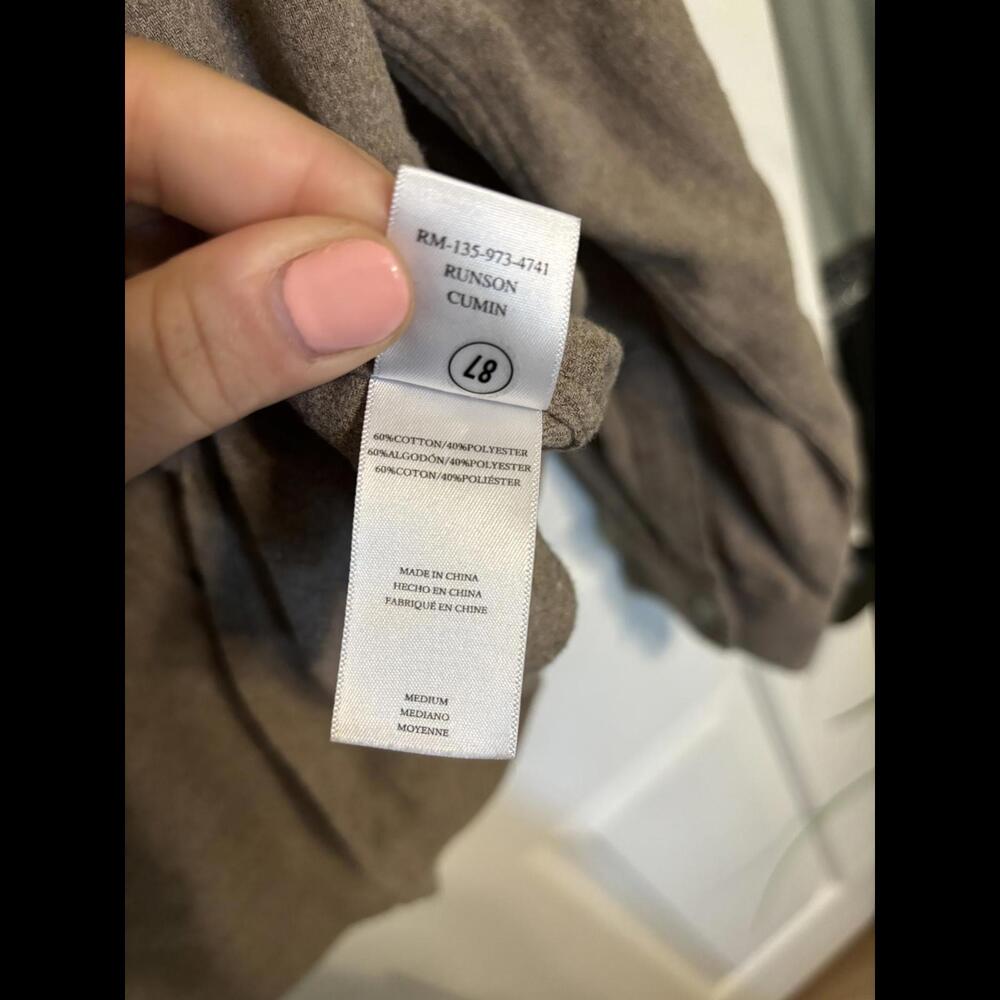 RM-135-973-4741
RUNSON
CUMIN
87
60%COTTON/40%POLYESTER
60%ALGODÓN/40%POLYESTER
60%COTON/40%POLIÉSTER
MADE IN CHINA
HECHO EN CHINA
FABRIQUÉ EN CHINE
MEDIUM
MEDIANO
MOYENNE